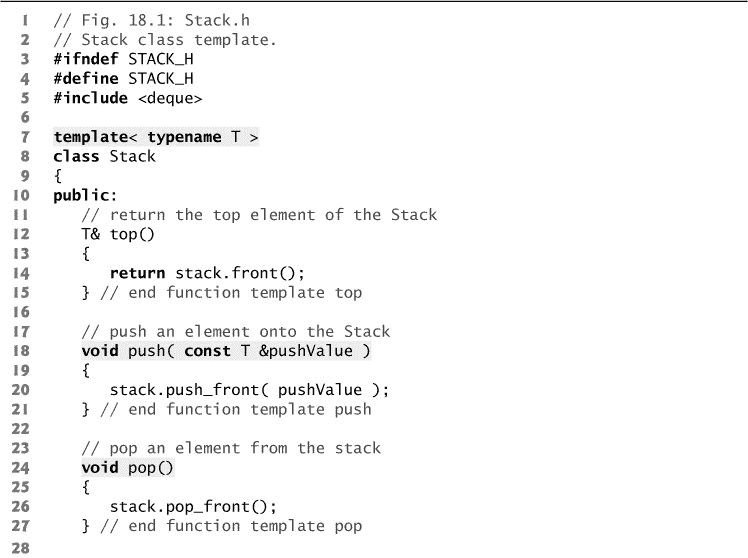 1 // Fig. 18.1: Stack.h
2 // Stack class template.
3 #ifndef STACK_H
4 #define STACK_H
5 #include <deque>
6
7 template< typename T >
8 class Stack
9 {
10 public:
11    // return the top element of the Stack
12    T& top()
13    {
14       return stack.front();
15    } // end function template top
16
17    // push an element onto the Stack
18    void push( const T &pushValue )
19    {
20       stack.push_front( pushValue );
21    } // end function template push
22
23    // pop an element from the stack
24    void pop()
25    {
26       stack.pop_front();
27    } // end function template pop
28